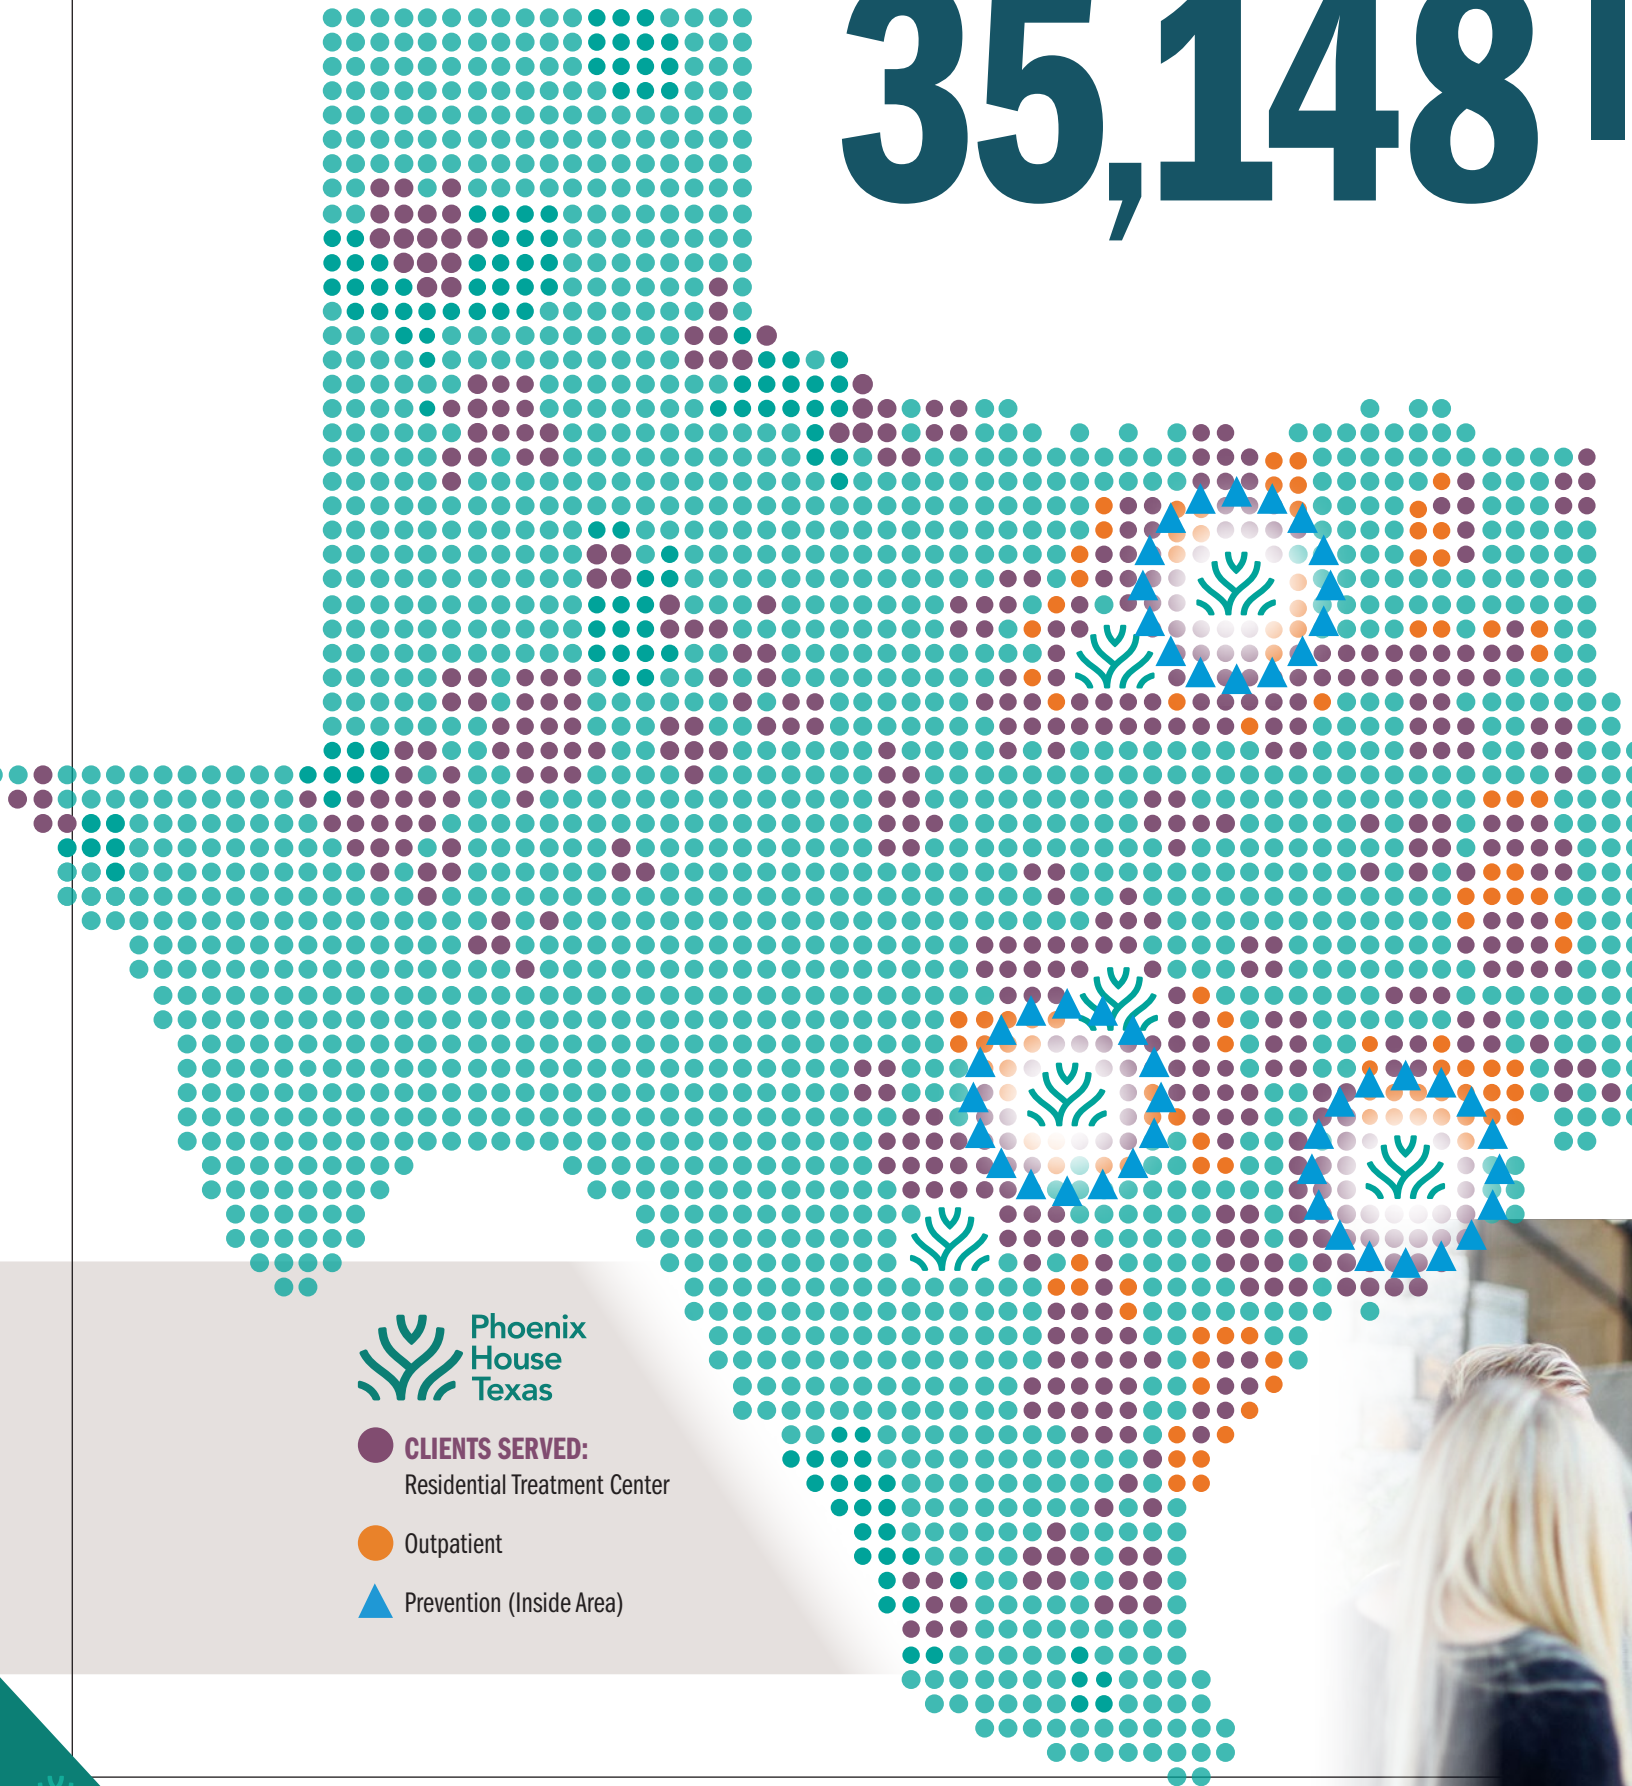 35,148
Phoenix
House
Texas
CLIENTS SERVED:
Residential Treatment Center
Outpatient
Prevention (Inside Area)